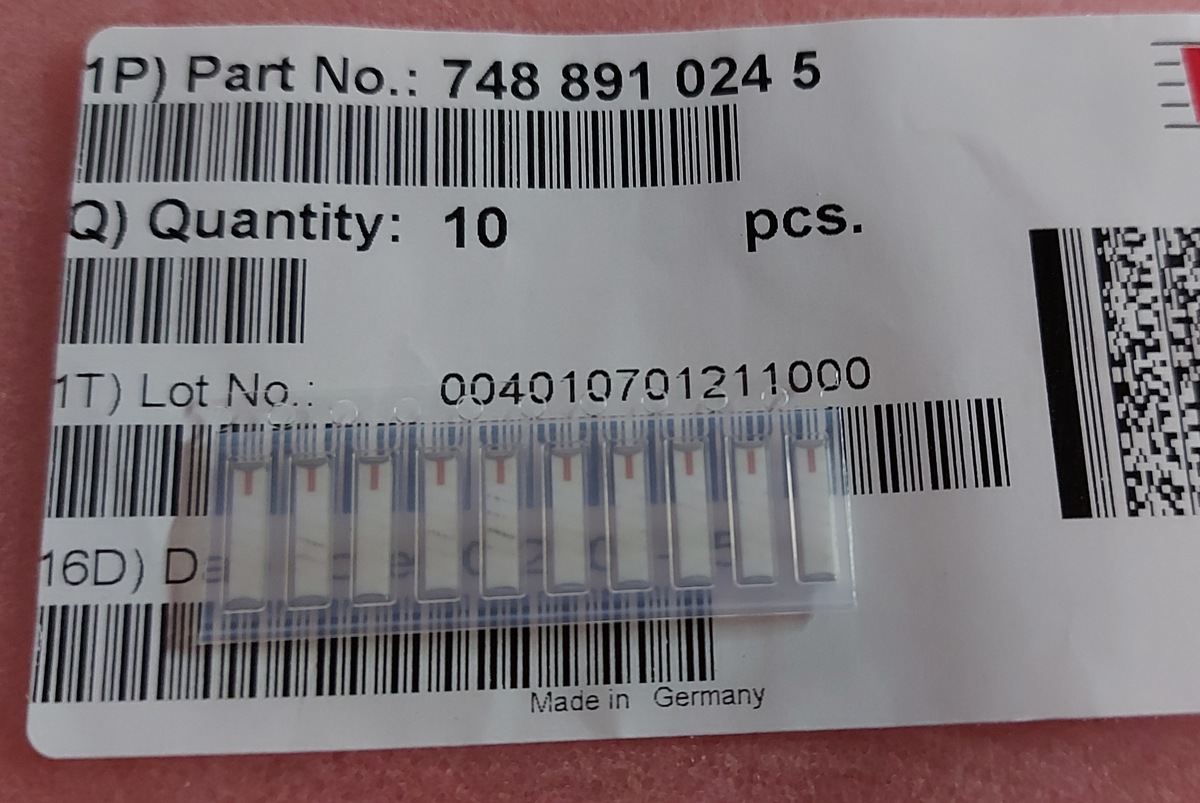 1P) Part No.: 748 891 024 5
Q) Quantity: 10 pcs.
1T) Lot No.: 004010701211000
16D)
Made in Germany